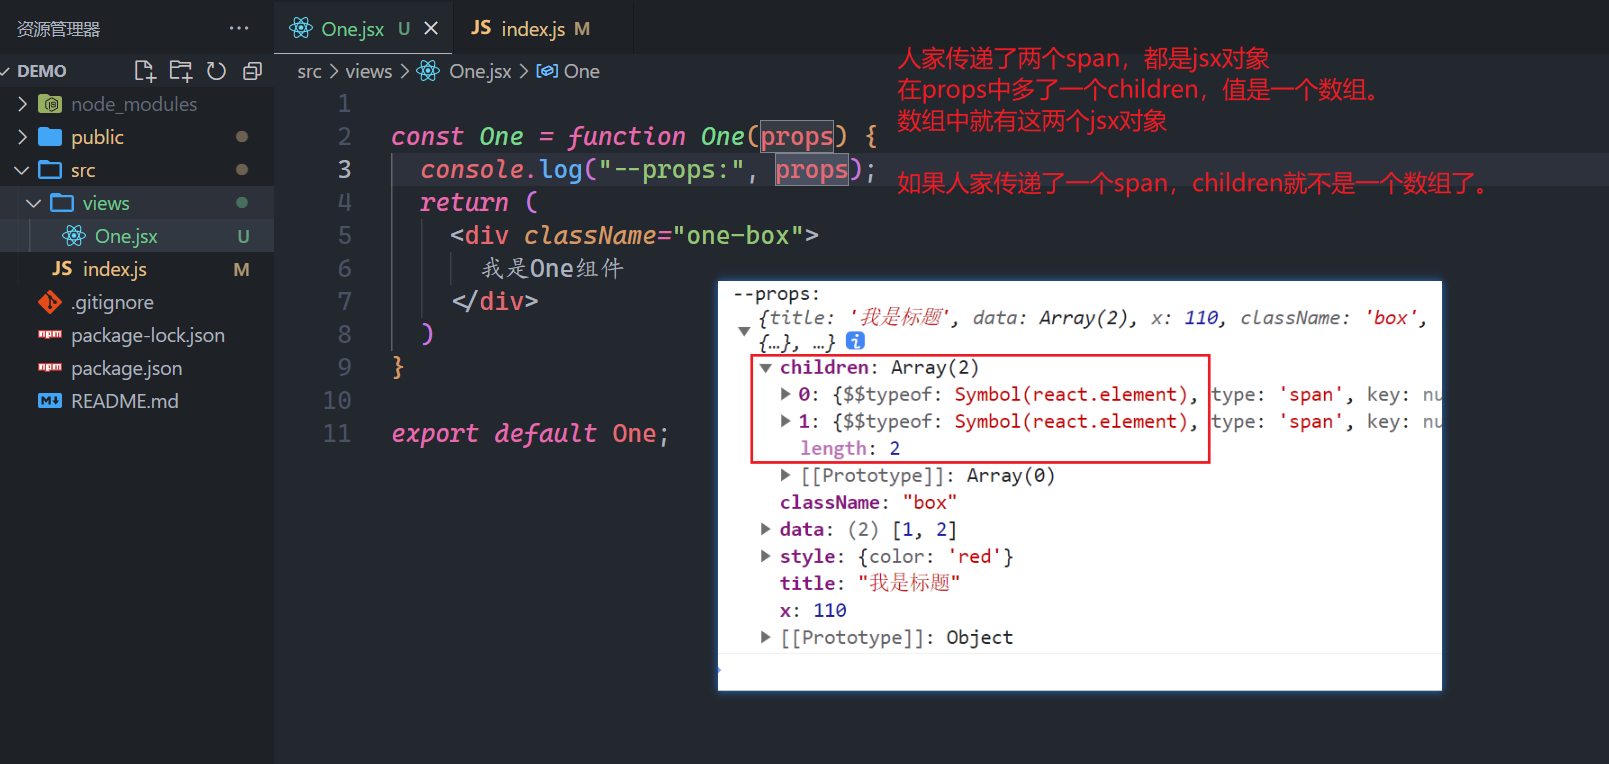 资源管理器 ···
One.jsx U
JS index.js M
DEMO
src > views > One.jsx > One
node_modules
public
src
views
One.jsx U
JS index.js M
.gitignore
package-lock.json
package.json
README.md
1
2 const One = function One(props) {
3 console.log("--props:", props);
4 return (
5 <div className="one-box">
6 我是One组件
7 </div>
8 )
9 }
10
11 export default One;
人家传递了两个span，都是jsx对象
在props中多了一个children，值是一个数组。
数组中就有这两个jsx对象
如果人家传递了一个span，children就不是一个数组了。
--props:
{title: '我是标题', data: Array(2), x: 110, className: 'box',
{…}, …} i
children: Array(2)
0: {$$typeof: Symbol(react.element), type: 'span', key: nu
1: {$$typeof: Symbol(react.element), type: 'span', key: nu
length: 2
[[Prototype]]: Array(0)
className: "box"
data: (2) [1, 2]
style: {color: 'red'}
title: "我是标题"
x: 110
[[Prototype]]: Object